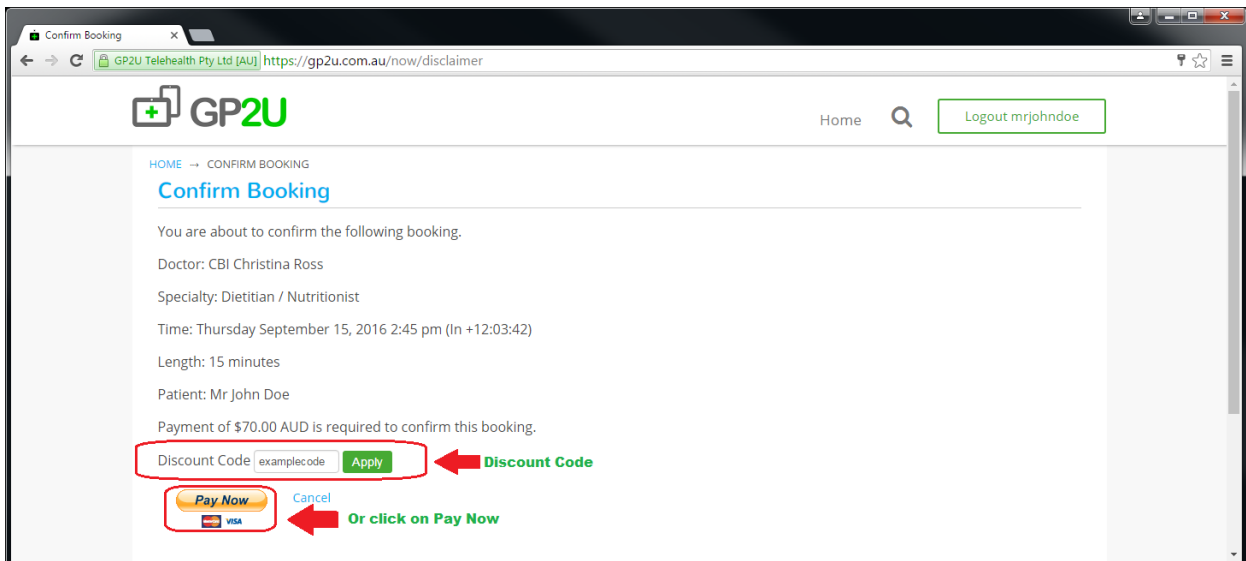 Confirm Booking
GP2U Telehealth Pty Ltd [AU] https://gp2u.com.au/now/disclaimer
GP2U
Home
Logout mrjohndoe
HOME → CONFIRM BOOKING
Confirm Booking
You are about to confirm the following booking.
Doctor: CBI Christina Ross
Specialty: Dietitian / Nutritionist
Time: Thursday September 15, 2016 2:45 pm (In +12:03:42)
Length: 15 minutes
Patient: Mr John Doe
Payment of $70.00 AUD is required to confirm this booking.
Discount Code examplecode Apply Discount Code
Pay Now Cancel
VISA
Or click on Pay Now